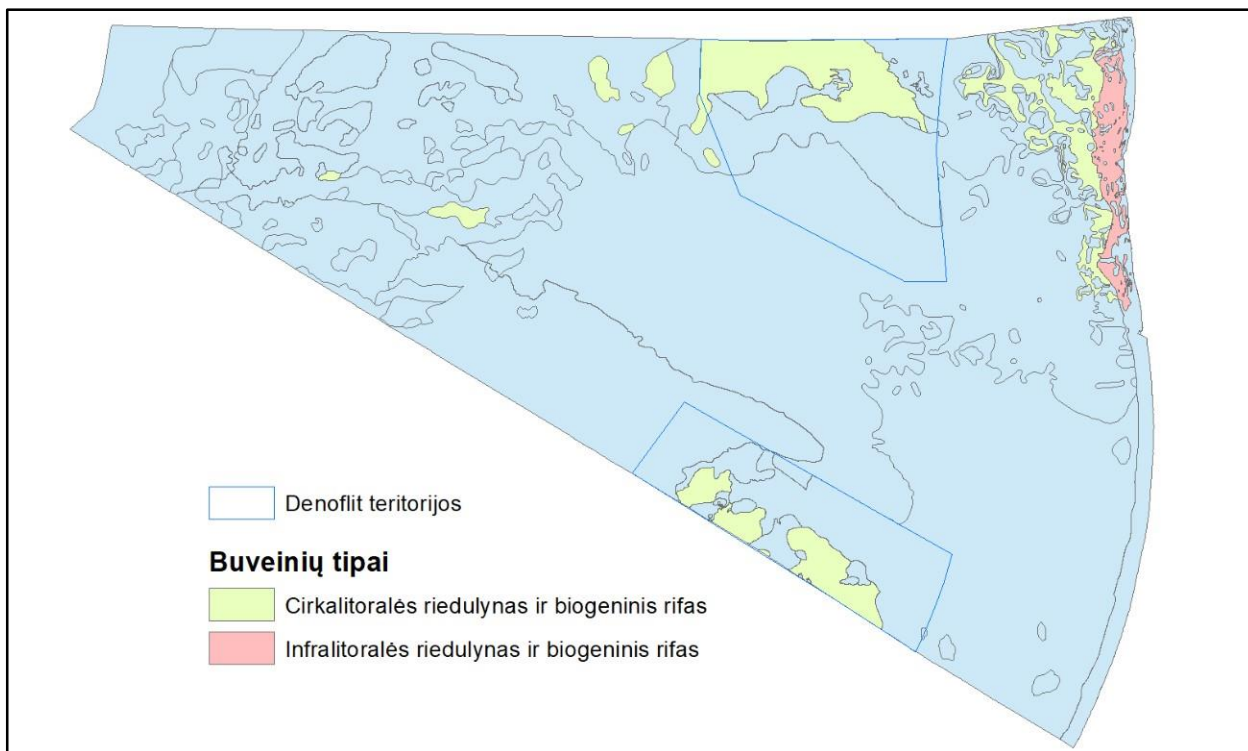 Denoflit teritorijos
Buveinių tipai
Cirkalitoralės riedulynas ir biogeninis rifas
Infralitoralės riedulynas ir biogeninis rifas